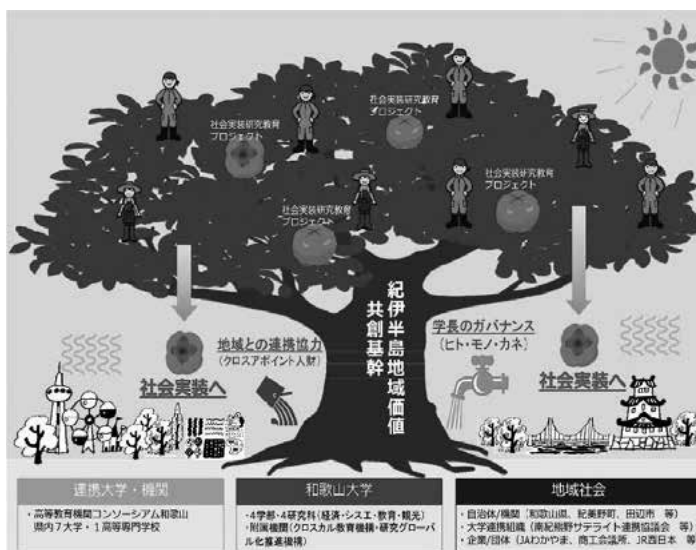 社会実装研究教育
プロジェクト
社会実装研究教育
プロジェクト
社会実装研究教育
プロジェクト
社会実装研究教育
プロジェクト
紀伊半島地域価値
共創基幹
地域との連携協力
(クロスアポイント人財)
学長のガバナンス
(ヒト・モノ・カネ)
社会実装へ
社会実装へ
連携大学・機関
・高等教育機関コンソーシアム和歌山
県内7大学・1高等専門学校
和歌山大学
・4学部・4研究科(経済・シスエ・教育・観光)
・附属機関(クロスカル教育機構・研究グローバ
ル化推進機構)
地域社会
・自治体/機関(和歌山県、紀美野町、田辺市 等)
・大学連携組織(南紀熊野サテライト連携協議会 等)
・企業/団体(JAわかやま、商工会議所、JR西日本 等